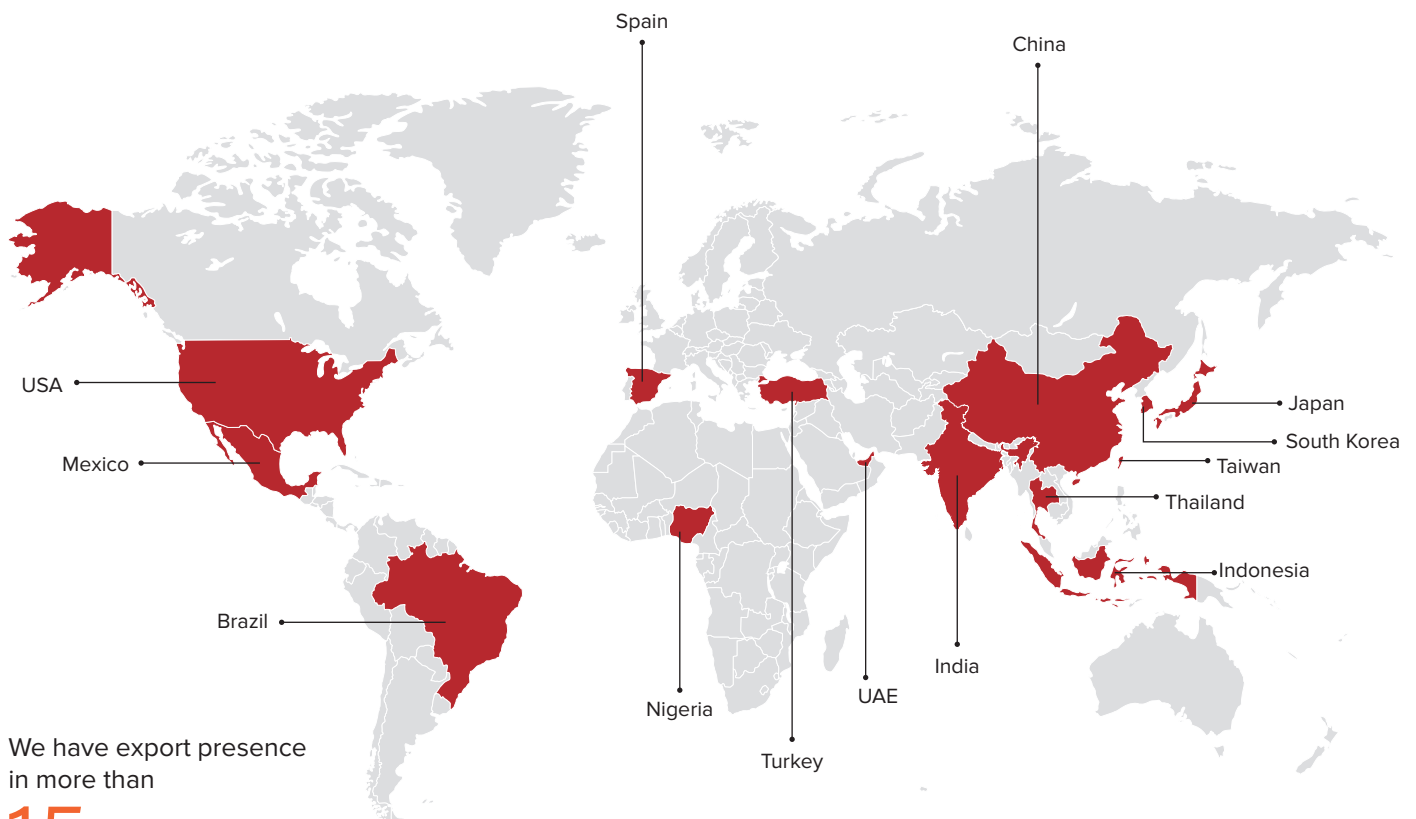 Spain
China
USA
Japan
South Korea
Mexico
Taiwan
Thailand
Indonesia
Brazil
India
UAE
Nigeria
Turkey
We have export presence
in more than
15